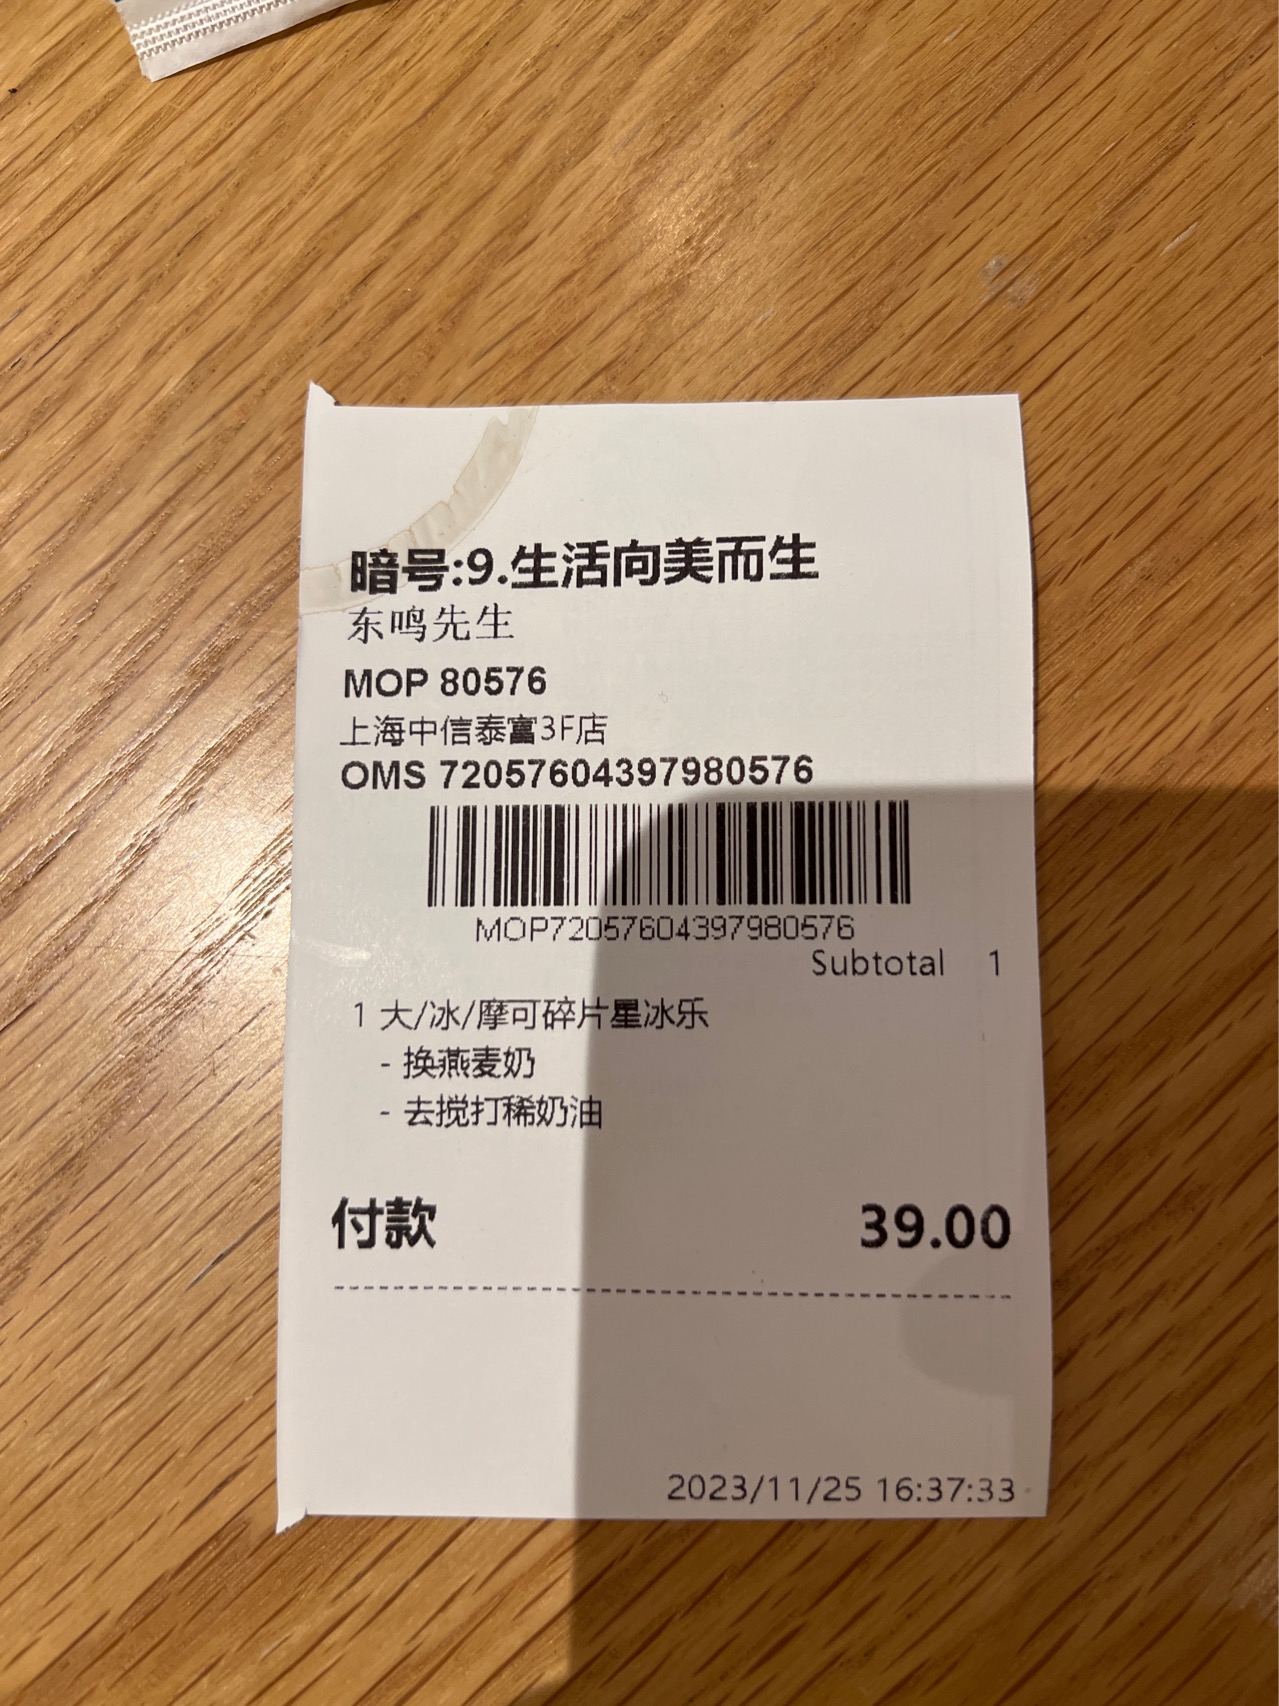 暗号:9.生活向美而生
东鸣先生
MOP 80576
上海中信泰富3F店
OMS 72057604397980576
MOP72057604397980576
Subtotal 1
1 大/冰/摩可碎片星冰乐
- 换燕麦奶
- 去搅打稀奶油
付款 39.00
2023/11/25 16:37:33